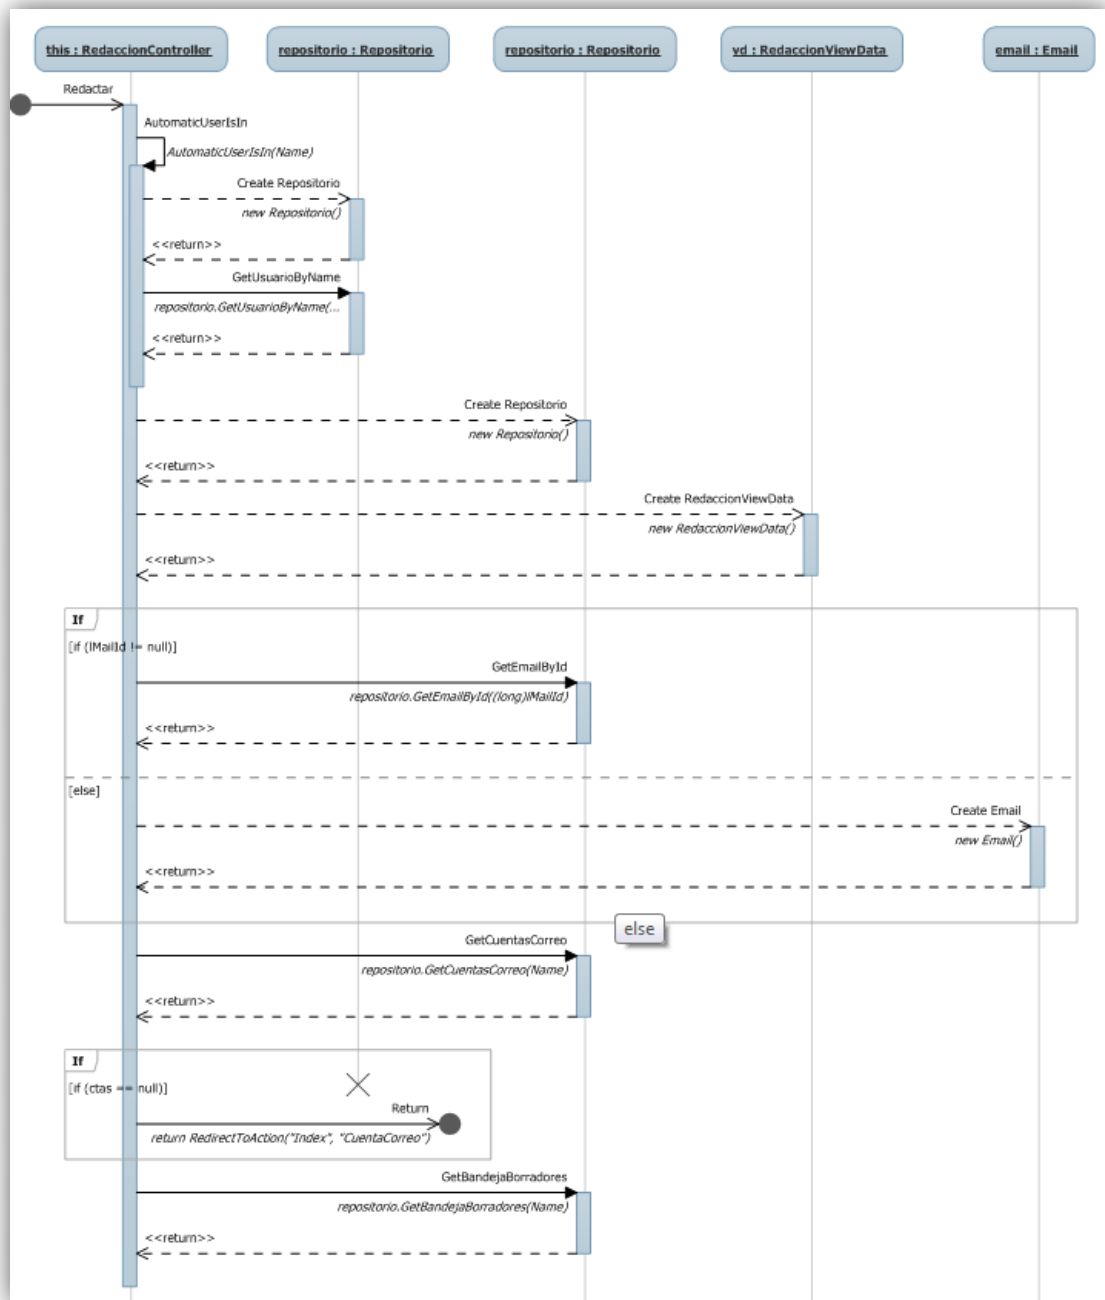 this : RedaccionController
repositorio : Repositorio
repositorio : Repositorio
vd : RedaccionViewData
email : Email
Redactar
AutomaticUserIsIn
AutomaticUserIsIn(Name)
Create Repositorio
new Repositorio()
<<return>>
GetUsuarioByName
repositorio.GetUsuarioByName(...
<<return>>
Create Repositorio
new Repositorio()
<<return>>
Create RedaccionViewData
new RedaccionViewData()
<<return>>
If
[if (lMailId != null)]
GetEmailById
repositorio.GetEmailById((long)lMailId)
<<return>>
[else]
Create Email
new Email()
<<return>>
else
GetCuentasCorreo
repositorio.GetCuentasCorreo(Name)
<<return>>
If
[if (ctas == null)]
Return
return RedirectToAction("Index", "CuentaCorreo")
GetBandejaBorradores
repositorio.GetBandejaBorradores(Name)
<<return>>